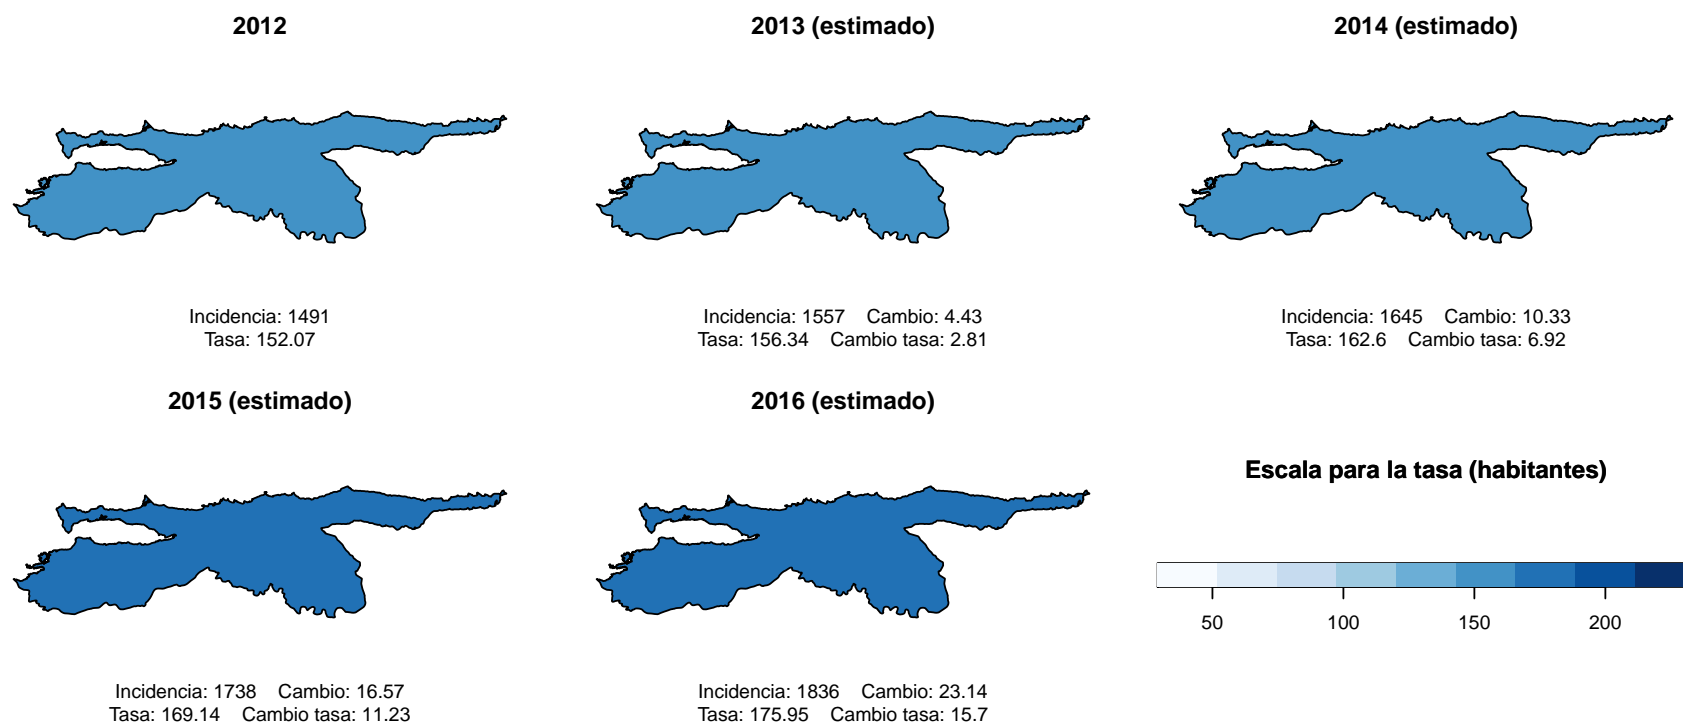 2012
2013 (estimado)
2014 (estimado)
Incidencia: 1491
Tasa: 152.07
Incidencia: 1557 Cambio: 4.43
Tasa: 156.34 Cambio tasa: 2.81
Incidencia: 1645 Cambio: 10.33
Tasa: 162.6 Cambio tasa: 6.92
2015 (estimado)
2016 (estimado)
Escala para la tasa (habitantes)
50 100 150 200
Incidencia: 1738 Cambio: 16.57
Tasa: 169.14 Cambio tasa: 11.23
Incidencia: 1836 Cambio: 23.14
Tasa: 175.95 Cambio tasa: 15.7